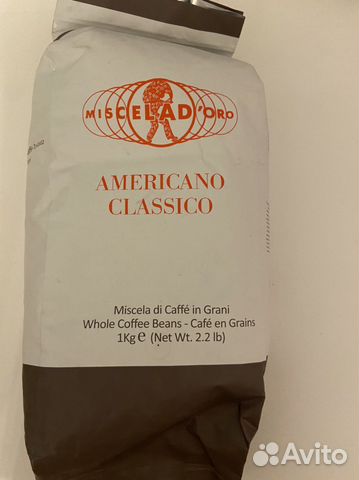 MISCELA D'ORO
AMERICANO
CLASSICO
Miscela di Caffé in Grani
Whole Coffee Beans - Café en Grains
1Kg e (Net Wt. 2.2 lb)
Avito